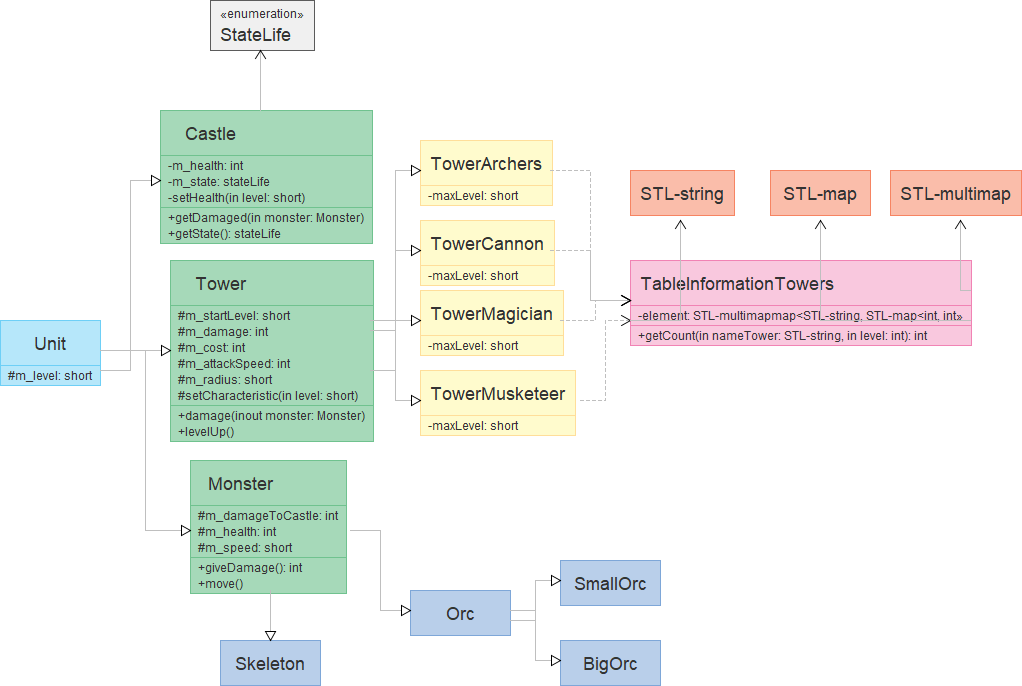 «enumeration»
StateLife
Castle
-m_health: int
-m_state: stateLife
-setHealth(in level: short)
+getDamaged(in monster: Monster)
+getState(): stateLife
Tower
#m_startLevel: short
#m_damage: int
#m_cost: int
#m_attackSpeed: int
#m_radius: short
#setCharacteristic(in level: short)
+damage(inout monster: Monster)
+levelUp()
Unit
#m_level: short
Monster
#m_damageToCastle: int
#m_health: int
#m_speed: short
+giveDamage(): int
+move()
Skeleton
TowerArchers
-maxLevel: short
TowerCannon
-maxLevel: short
TowerMagician
-maxLevel: short
TowerMusketeer
-maxLevel: short
STL-string
STL-map
STL-multimap
TableInformationTowers
-element: STL-multimapmap<STL-string, STL-map<int, int»
+getCount(in nameTower: STL-string, in level: int): int
Orc
SmallOrc
BigOrc